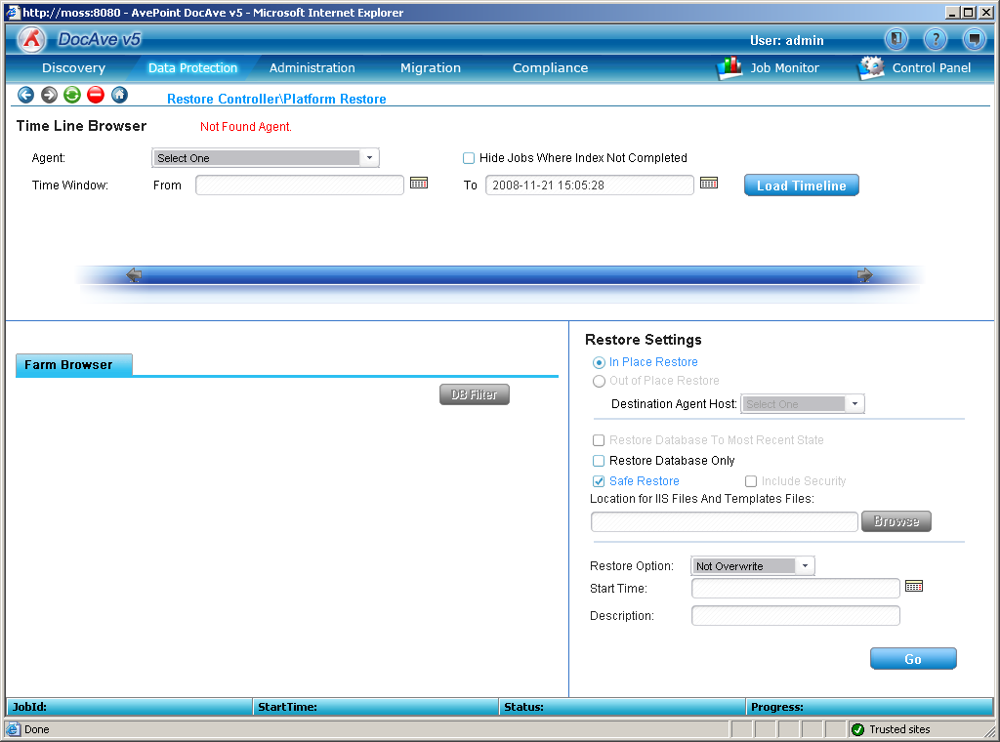 http://moss:8080 - AvePoint DocAve v5 - Microsoft Internet Explorer
DocAve v5
User: admin
?
Discovery Data Protection Administration Migration Compliance Job Monitor Control Panel
Restore Controller\Platform Restore
Time Line Browser Not Found Agent.
Agent: Select One Hide Jobs Where Index Not Completed
Time Window: From To 2008-11-21 15:05:28 Load Timeline
Restore Settings
In Place Restore
Farm Browser
Out of Place Restore
DB Filter
Destination Agent Host: Select One
Restore Database To Most Recent State
Restore Database Only
Safe Restore Include Security
Location for IIS Files And Templates Files:
Browse
Restore Option: Not Overwrite
Start Time:
Description:
Go
JobId: StartTime: Status: Progress:
Done Trusted sites